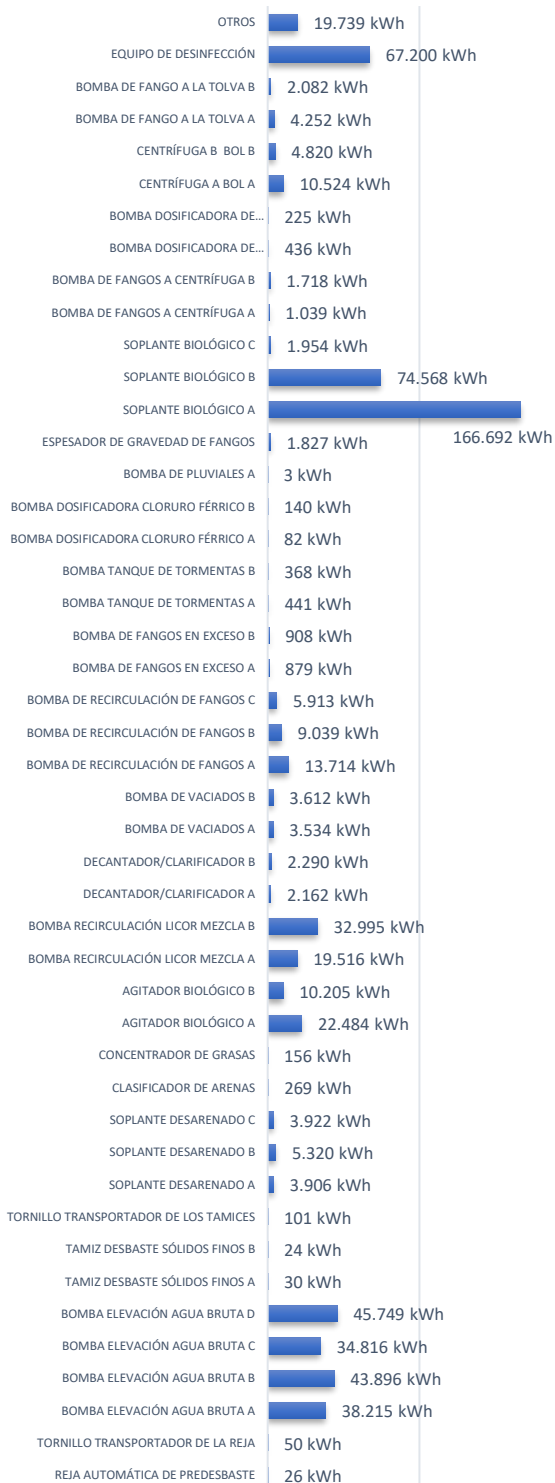 OTROS 19.739 kWh
EQUIPO DE DESINFECCIÓN 67.200 kWh
BOMBA DE FANGO A LA TOLVA B 2.082 kWh
BOMBA DE FANGO A LA TOLVA A 4.252 kWh
CENTRÍFUGA B BOL B 4.820 kWh
CENTRÍFUGA A BOL A 10.524 kWh
BOMBA DOSIFICADORA DE… 225 kWh
BOMBA DOSIFICADORA DE… 436 kWh
BOMBA DE FANGOS A CENTRÍFUGA B 1.718 kWh
BOMBA DE FANGOS A CENTRÍFUGA A 1.039 kWh
SOPLANTE BIOLÓGICO C 1.954 kWh
SOPLANTE BIOLÓGICO B 74.568 kWh
SOPLANTE BIOLÓGICO A 166.692 kWh
ESPESADOR DE GRAVEDAD DE FANGOS 1.827 kWh
BOMBA DE PLUVIALES A 3 kWh
BOMBA DOSIFICADORA CLORURO FÉRRICO B 140 kWh
BOMBA DOSIFICADORA CLORURO FÉRRICO A 82 kWh
BOMBA TANQUE DE TORMENTAS B 368 kWh
BOMBA TANQUE DE TORMENTAS A 441 kWh
BOMBA DE FANGOS EN EXCESO B 908 kWh
BOMBA DE FANGOS EN EXCESO A 879 kWh
BOMBA DE RECIRCULACIÓN DE FANGOS C 5.913 kWh
BOMBA DE RECIRCULACIÓN DE FANGOS B 9.039 kWh
BOMBA DE RECIRCULACIÓN DE FANGOS A 13.714 kWh
BOMBA DE VACIADOS B 3.612 kWh
BOMBA DE VACIADOS A 3.534 kWh
DECANTADOR/CLARIFICADOR B 2.290 kWh
DECANTADOR/CLARIFICADOR A 2.162 kWh
BOMBA RECIRCULACIÓN LICOR MEZCLA B 32.995 kWh
BOMBA RECIRCULACIÓN LICOR MEZCLA A 19.516 kWh
AGITADOR BIOLÓGICO B 10.205 kWh
AGITADOR BIOLÓGICO A 22.484 kWh
CONCENTRADOR DE GRASAS 156 kWh
CLASIFICADOR DE ARENAS 269 kWh
SOPLANTE DESARENADO C 3.922 kWh
SOPLANTE DESARENADO B 5.320 kWh
SOPLANTE DESARENADO A 3.906 kWh
TORNILLO TRANSPORTADOR DE LOS TAMICES 101 kWh
TAMIZ DESBASTE SÓLIDOS FINOS B 24 kWh
TAMIZ DESBASTE SÓLIDOS FINOS A 30 kWh
BOMBA ELEVACIÓN AGUA BRUTA D 45.749 kWh
BOMBA ELEVACIÓN AGUA BRUTA C 34.816 kWh
BOMBA ELEVACIÓN AGUA BRUTA B 43.896 kWh
BOMBA ELEVACIÓN AGUA BRUTA A 38.215 kWh
TORNILLO TRANSPORTADOR DE LA REJA 50 kWh
REJA AUTOMÁTICA DE PREDESBASTE 26 kWh